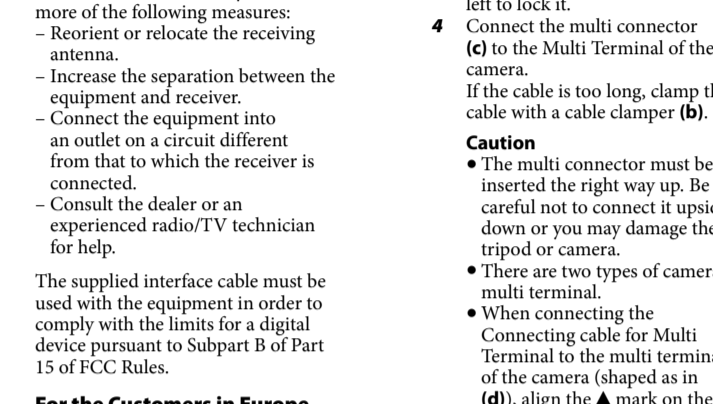 more of the following measures:
– Reorient or relocate the receiving
antenna.
– Increase the separation between the
equipment and receiver.
– Connect the equipment into
an outlet on a circuit different
from that to which the receiver is
connected.
– Consult the dealer or an
experienced radio/TV technician
for help.
The supplied interface cable must be
used with the equipment in order to
comply with the limits for a digital
device pursuant to Subpart B of Part
15 of FCC Rules.
For the Customers in Europe
left to lock it.
4 Connect the multi connector
(c) to the Multi Terminal of the
camera.
If the cable is too long, clamp
cable with a cable clamper (b).
Caution
● The multi connector must be
inserted the right way up. Be
careful not to connect it
down or you may damage the
tripod or camera.
● There are two types of
multi terminal.
● When connecting the
Connecting cable for Multi
Terminal to the multi
of the camera (shaped as in
(d)), align the ▲ mark on the